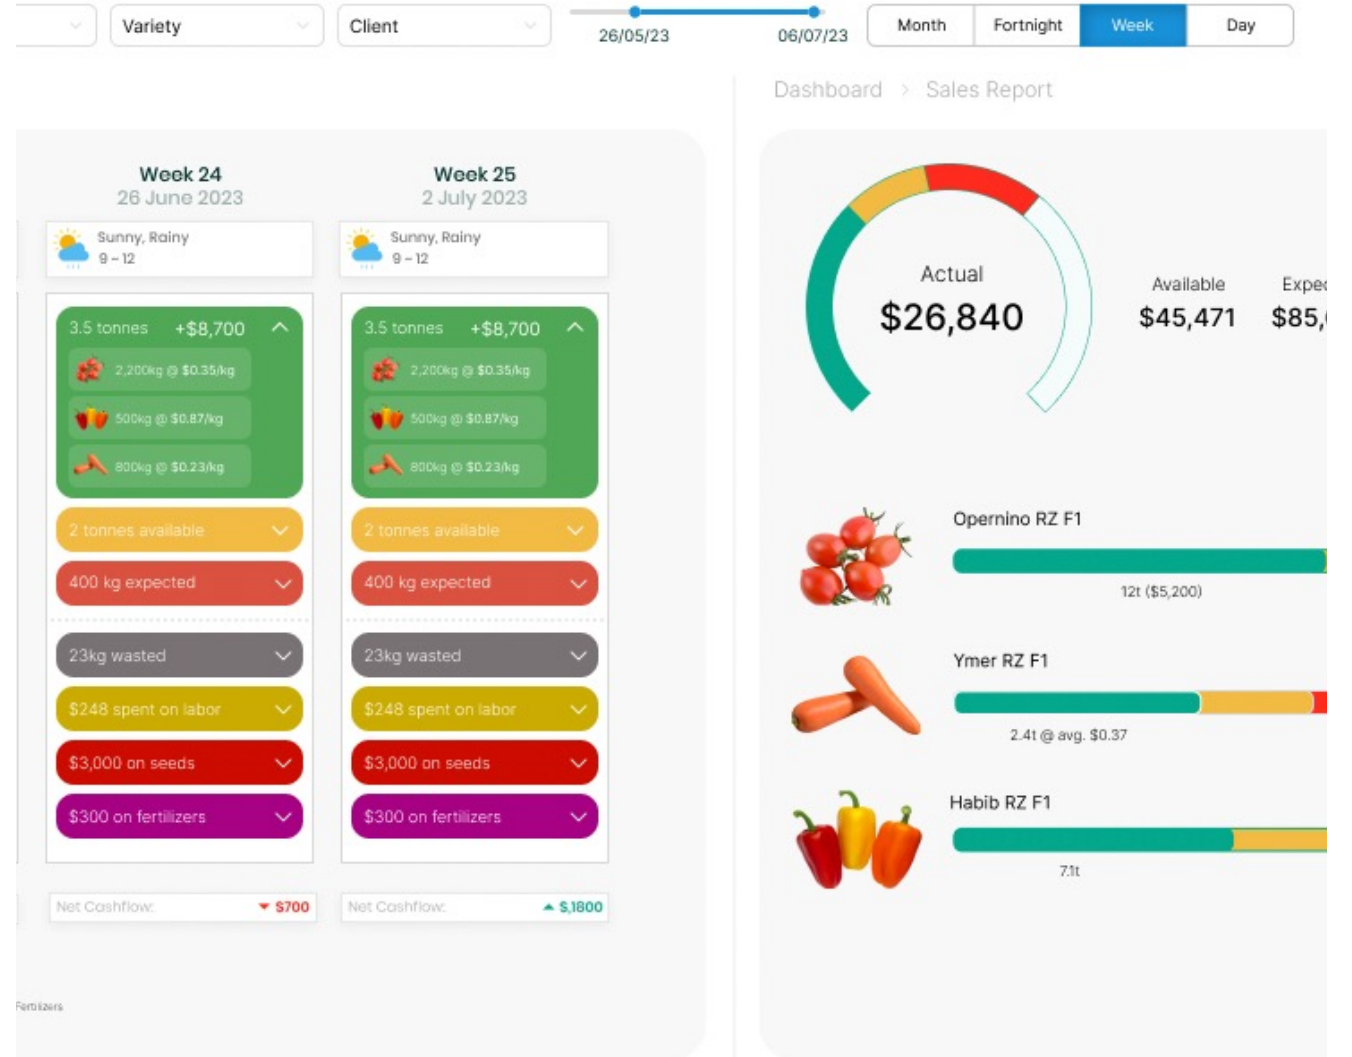 Variety
Client
26/05/23
06/07/23
Month
Fortnight
Week
Day
Dashboard > Sales Report
Week 24
26 June 2023
Sunny, Rainy
9 – 12
3.5 tonnes +$8,700
2,200kg @ $0.35/kg
500kg @ $0.87/kg
800kg @ $0.23/kg
2 tonnes available
400 kg expected
23kg wasted
$248 spent on labor
$3,000 on seeds
$300 on fertilizers
Net Cashflow: $700
Week 25
2 July 2023
Sunny, Rainy
9 – 12
3.5 tonnes +$8,700
2,200kg @ $0.35/kg
500kg @ $0.87/kg
800kg @ $0.23/kg
2 tonnes available
400 kg expected
23kg wasted
$248 spent on labor
$3,000 on seeds
$300 on fertilizers
Net Cashflow: $,1800
Fertilizers
Actual
$26,840
Available
$45,471
Expec
$85,
Opernino RZ F1
12t ($5,200)
Ymer RZ F1
2.4t @ avg. $0.37
Habib RZ F1
7.1t